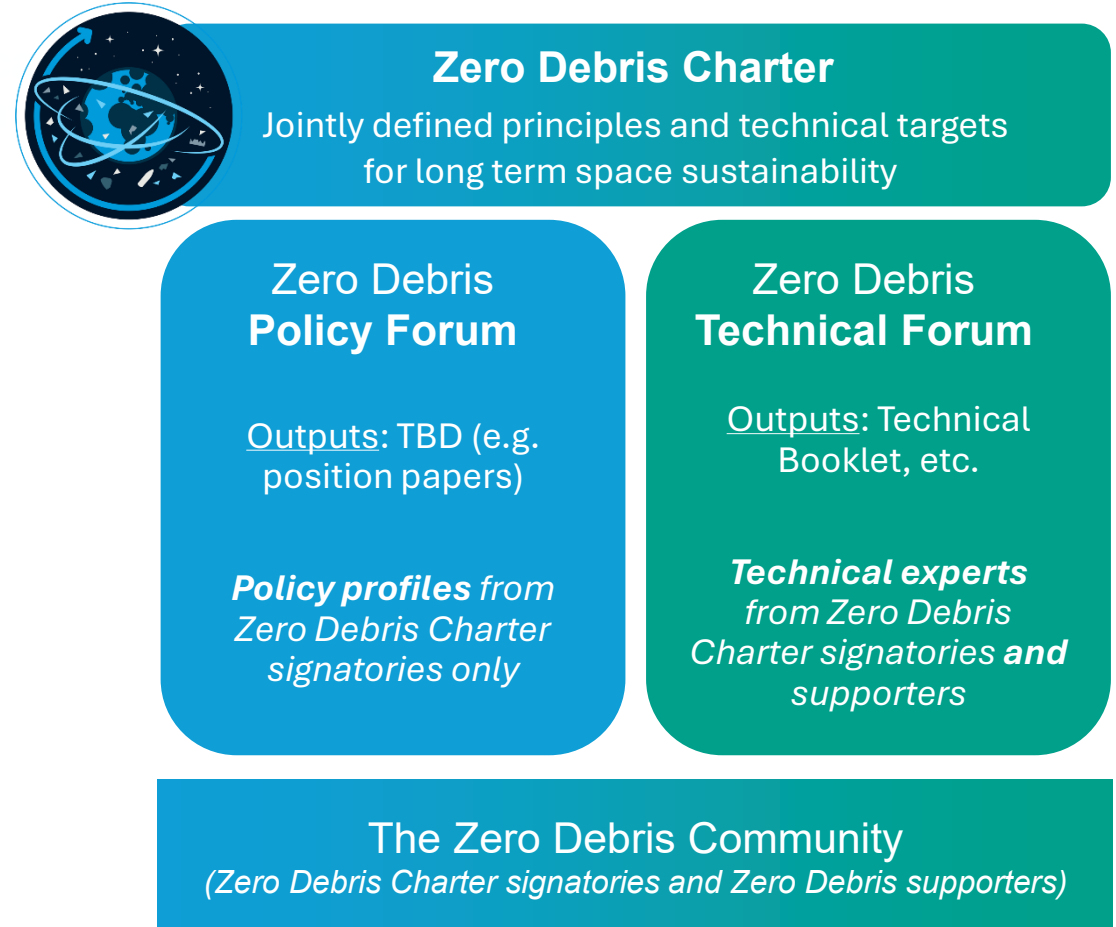 Zero Debris Charter
Jointly defined principles and technical targets
for long term space sustainability
Zero Debris
Policy Forum
Outputs: TBD (e.g.
position papers)
Policy profiles from
Zero Debris Charter
signatories only
Zero Debris
Technical Forum
Outputs: Technical
Booklet, etc.
Technical experts
from Zero Debris
Charter signatories and
supporters
The Zero Debris Community
(Zero Debris Charter signatories and Zero Debris supporters)